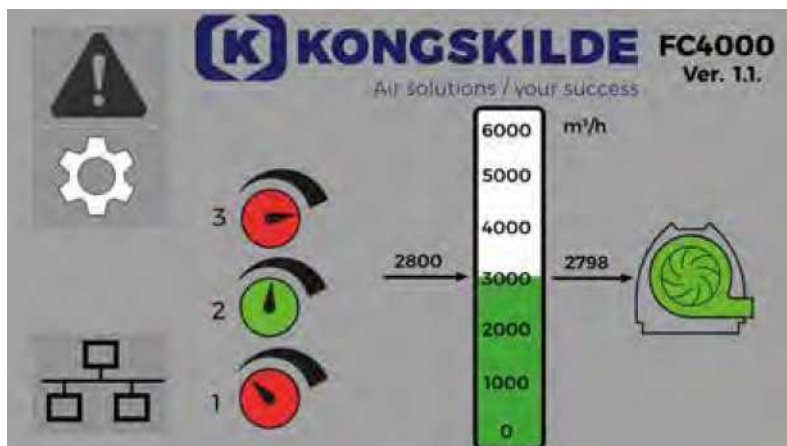 KONGSKILDE
FC4000
Ver. 1.1.
Air solutions / your success
6000 m³/h
5000
3
4000
2800
2798
3000
2
2000
1000
1
0